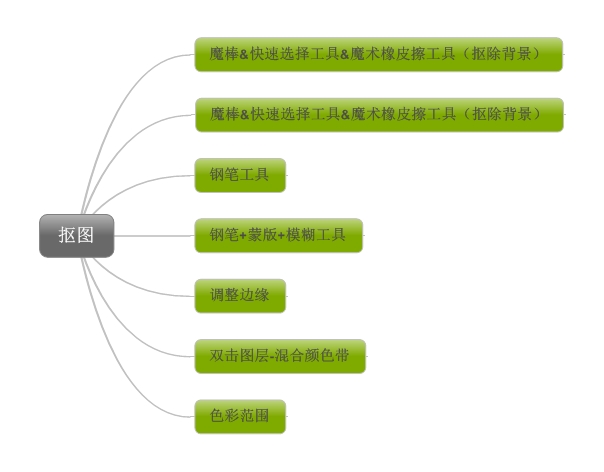 魔棒&快速选择工具&魔术橡皮擦工具（抠除背景）
魔棒&快速选择工具&魔术橡皮擦工具（抠除背景）
钢笔工具
抠图
钢笔+蒙版+模糊工具
调整边缘
双击图层-混合颜色带
色彩范围